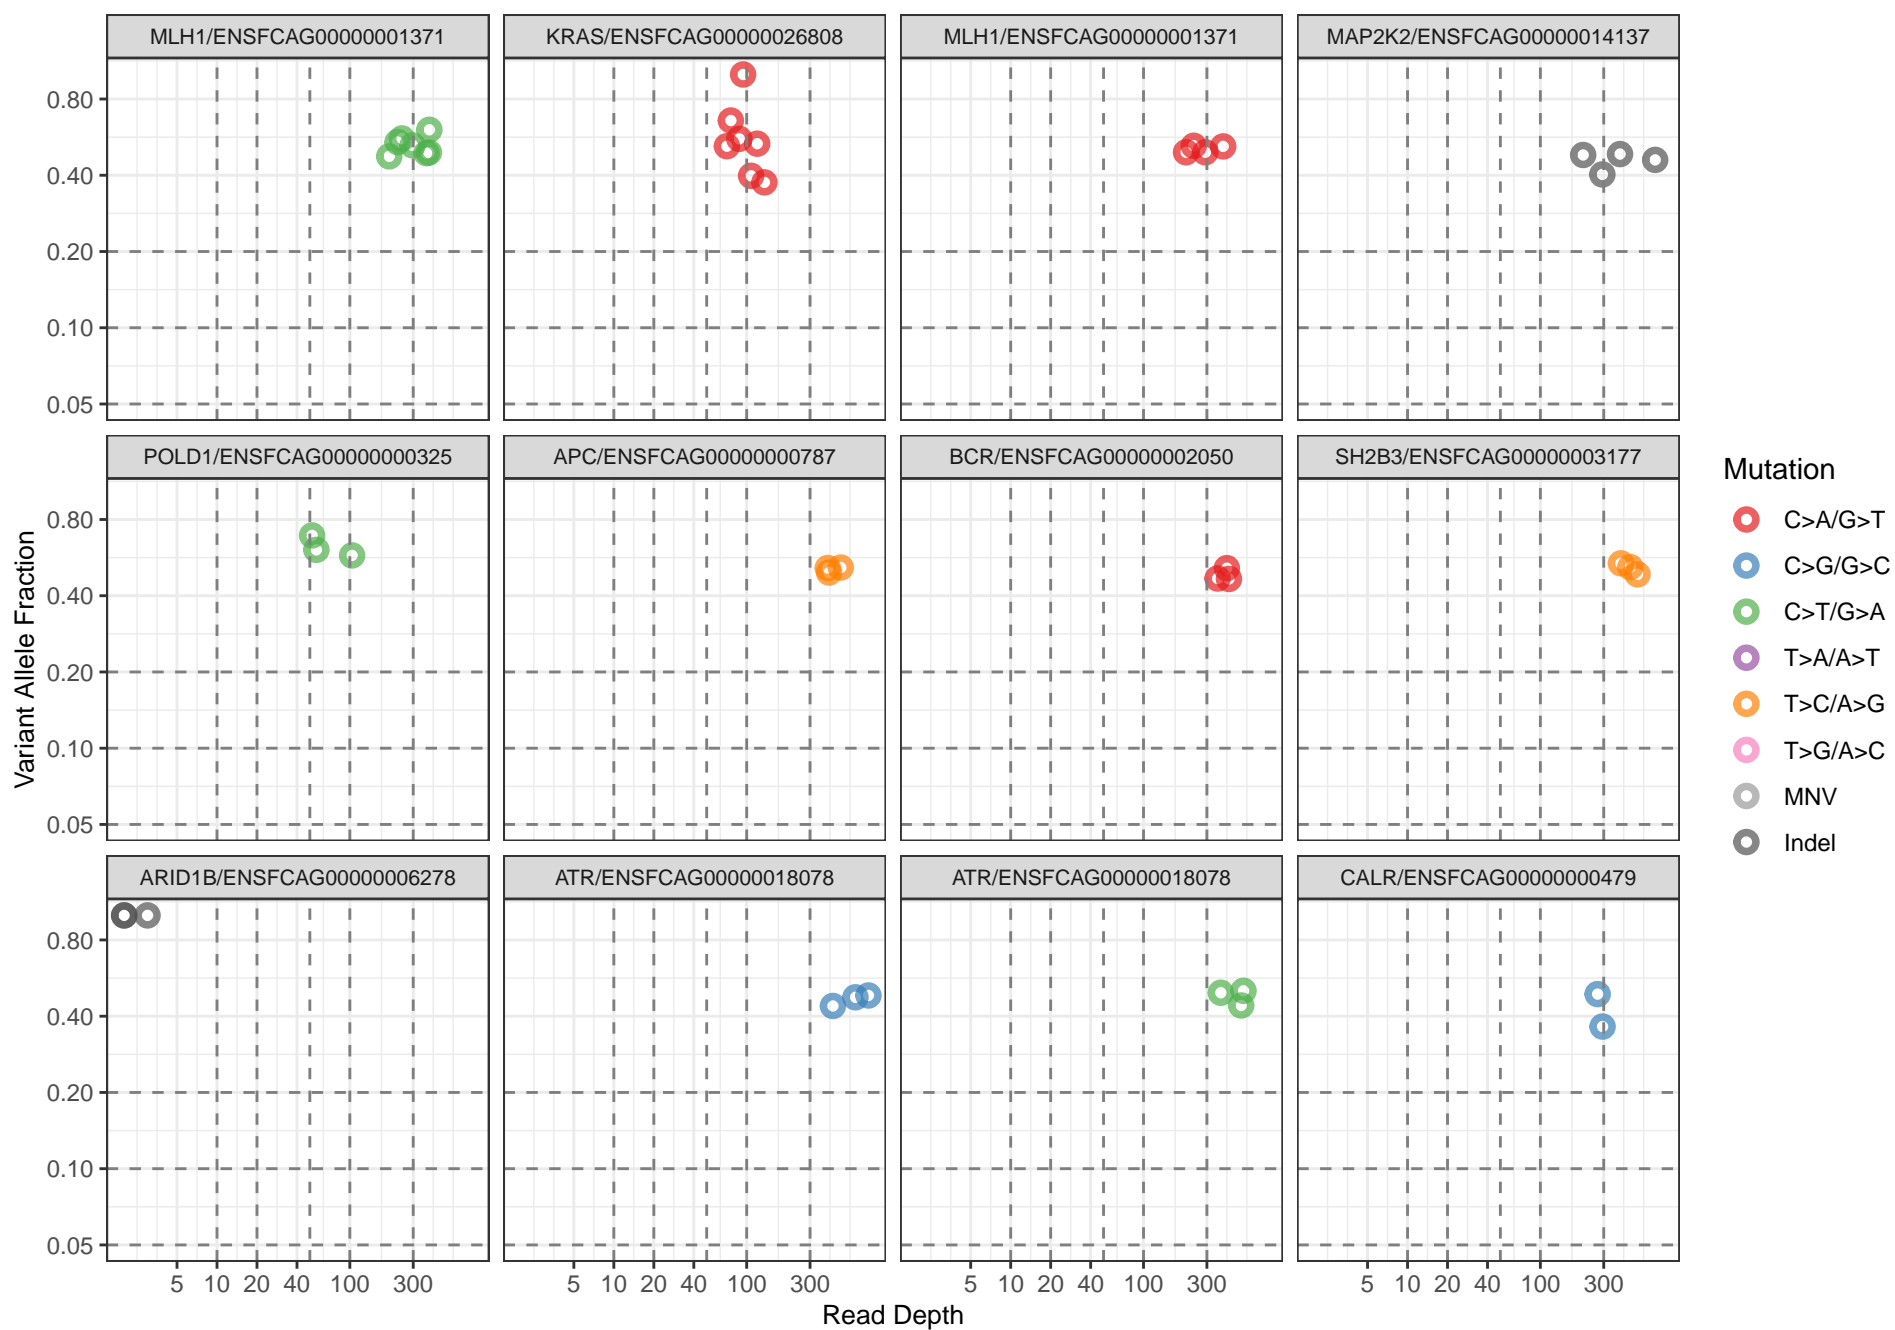 MLH1/ENSFCAG00000001371
KRAS/ENSFCAG00000026808
MLH1/ENSFCAG00000001371
MAP2K2/ENSFCAG00000014137
0.80
0.40
0.20
0.10
0.05
POLD1/ENSFCAG00000000325
APC/ENSFCAG00000000787
BCR/ENSFCAG00000002050
SH2B3/ENSFCAG00000003177
0.80
0.40
0.20
0.10
0.05
ARID1B/ENSFCAG00000006278
ATR/ENSFCAG00000018078
ATR/ENSFCAG00000018078
CALR/ENSFCAG00000000479
0.80
0.40
0.20
0.10
0.05
5 10 20 40 100 300
5 10 20 40 100 300
5 10 20 40 100 300
5 10 20 40 100 300
Read Depth
Variant Allele Fraction
Mutation
C>A/G>T
C>G/G>C
C>T/G>A
T>A/A>T
T>C/A>G
T>G/A>C
MNV
Indel